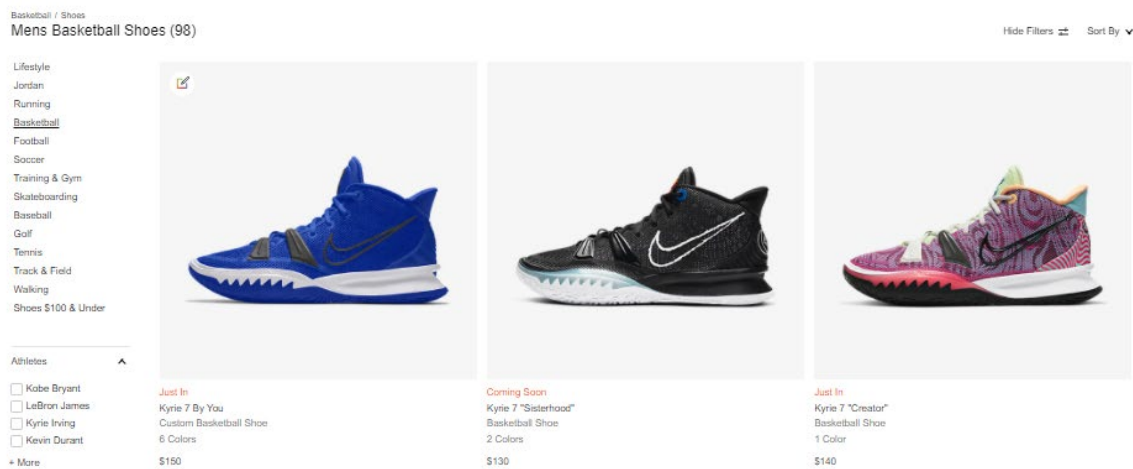 Basketball / Shoes
Mens Basketball Shoes (98)
Hide Filters
Sort By
Lifestyle
Jordan
Running
Basketball
Football
Soccer
Training & Gym
Skateboarding
Baseball
Golf
Tennis
Track & Field
Walking
Shoes $100 & Under
Athletes
Kobe Bryant
LeBron James
Kyrie Irving
Kevin Durant
+ More
Just In
Kyrie 7 By You
Custom Basketball Shoe
6 Colors
$150
Coming Soon
Kyrie 7 "Sisterhood"
Basketball Shoe
2 Colors
$130
Just In
Kyrie 7 "Creator"
Basketball Shoe
1 Color
$140